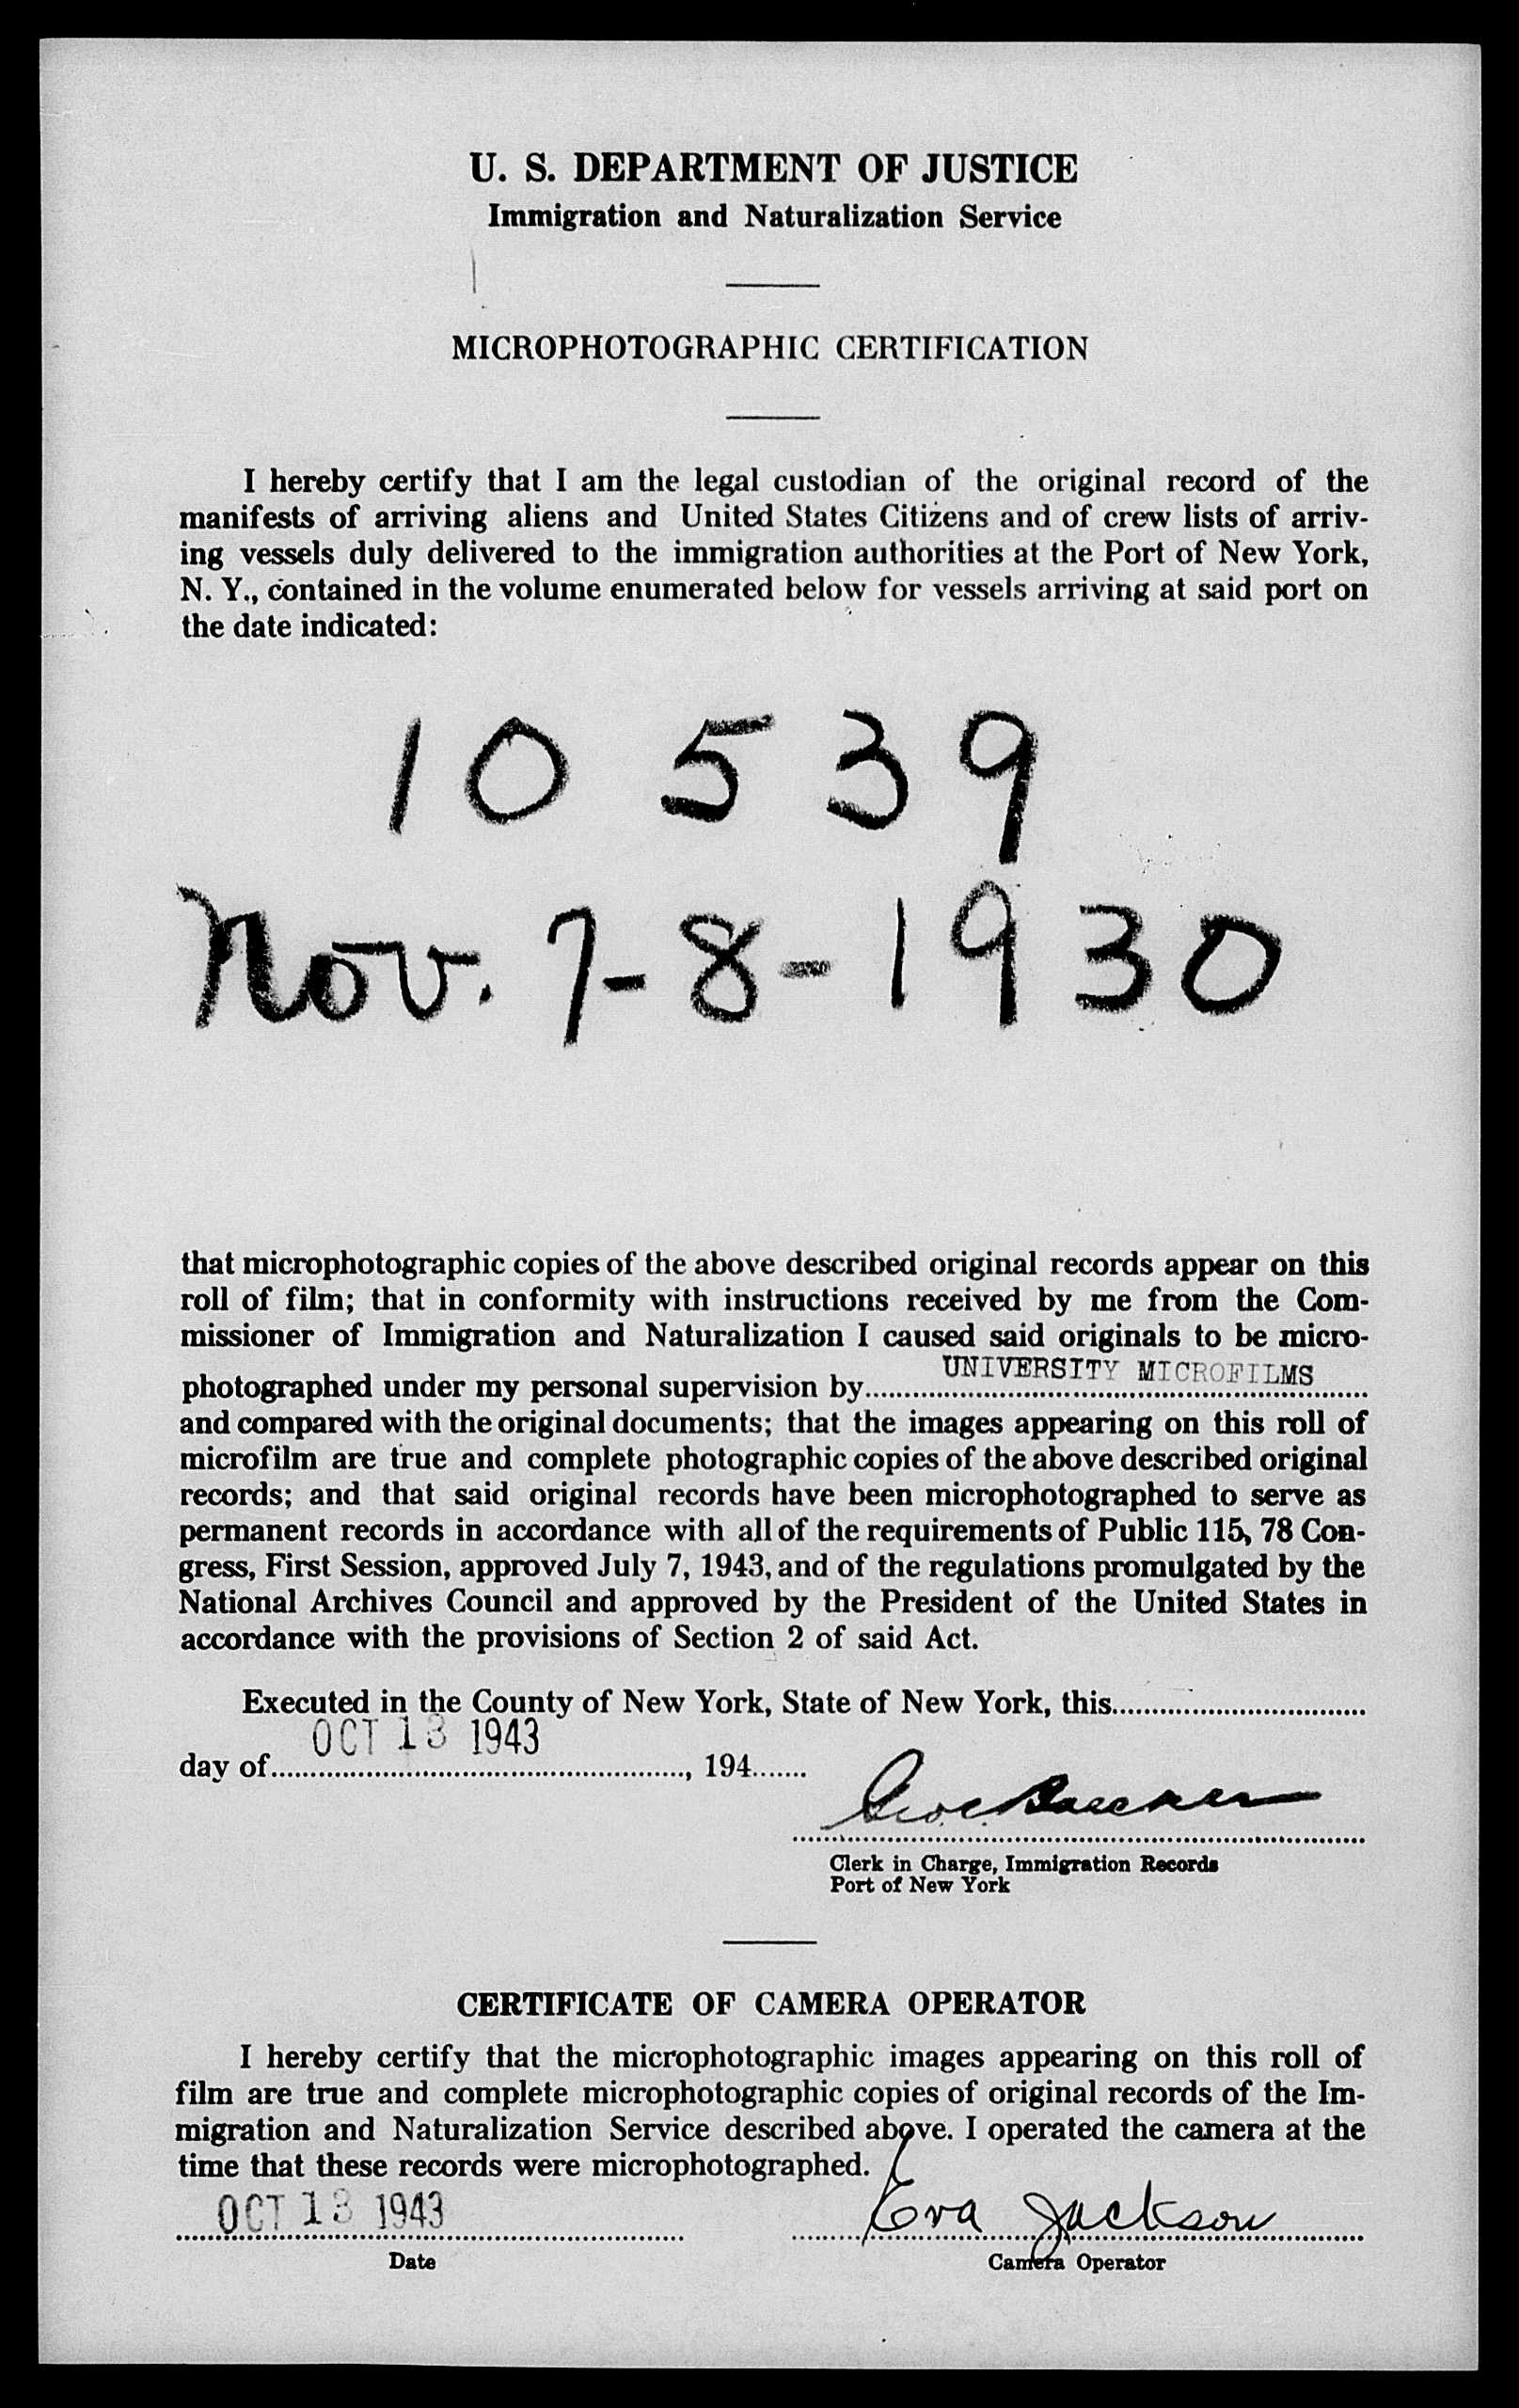 U. S. DEPARTMENT OF JUSTICE
Immigration and Naturalization Service
MICROPHOTOGRAPHIC CERTIFICATION
I hereby certify that I am the legal custodian of the original record of the
manifests of arriving aliens and United States Citizens and of crew lists of arriv-
ing vessels duly delivered to the immigration authorities at the Port of New York,
N. Y., contained in the volume enumerated below for vessels arriving at said port on
the date indicated:
10 539
Nov. 7-8-1930
that microphotographic copies of the above described original records appear on this
roll of film; that in conformity with instructions received by me from the Com-
missioner of Immigration and Naturalization I caused said originals to be micro-
photographed under my personal supervision by UNIVERSITY MICROFILMS
and compared with the original documents; that the images appearing on this roll of
microfilm are true and complete photographic copies of the above described original
records; and that said original records have been microphotographed to serve as
permanent records in accordance with all of the requirements of Public 115, 78 Con-
gress, First Session, approved July 7, 1943, and of the regulations promulgated by the
National Archives Council and approved by the President of the United States in
accordance with the provisions of Section 2 of said Act.
Executed in the County of New York, State of New York, this
day of OCT 13 1943, 194
Clerk in Charge, Immigration Records
Port of New York
CERTIFICATE OF CAMERA OPERATOR
I hereby certify that the microphotographic images appearing on this roll of
film are true and complete microphotographic copies of original records of the Im-
migration and Naturalization Service described above. I operated the camera at the
time that these records were microphotographed.
OCT 13 1943 Eva Jackson
Date Camera Operator